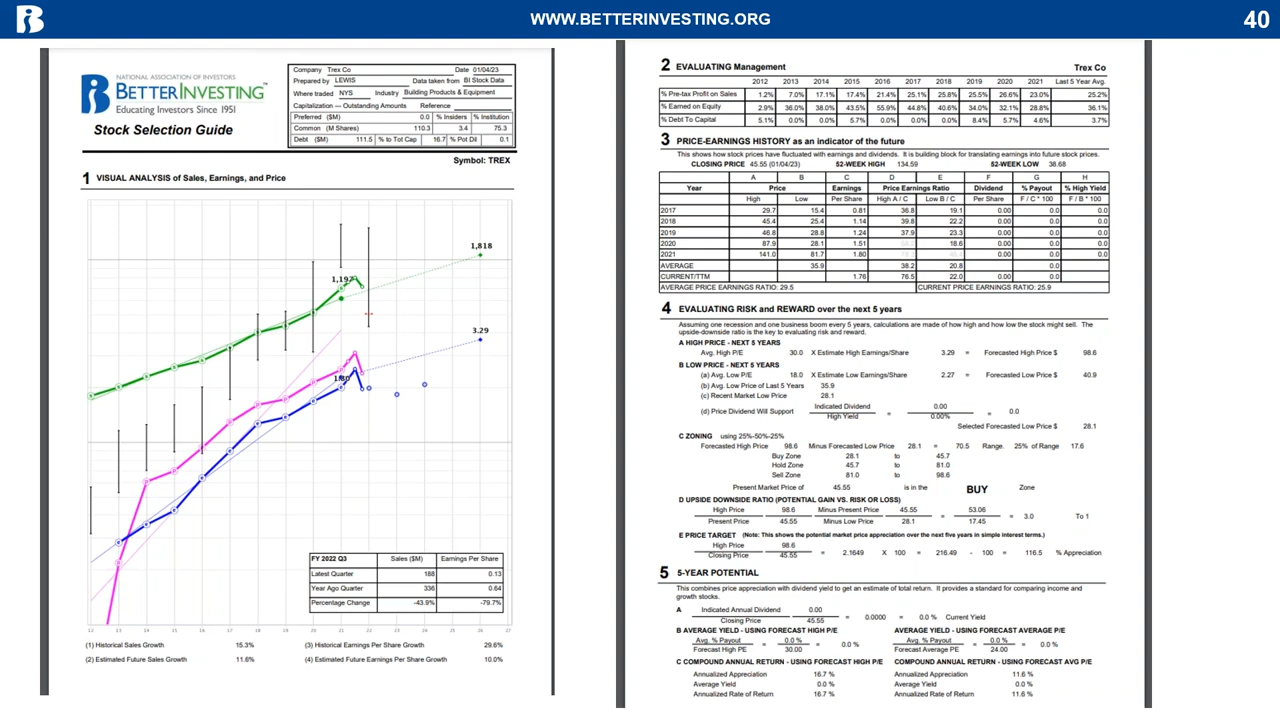 WWW.BETTERINVESTING.ORG
40
NATIONAL ASSOCIATION OF INVESTORS
BETTERINVESTING™
Educating Investors Since 1951
Stock Selection Guide
Company Trex Co Date 01/04/23
Prepared by LEWIS Data taken from BI Stock Data
Where traded NYS Industry Building Products & Equipment
Capitalization --- Outstanding Amounts Reference
Preferred ($M) 0.0 % Insiders % Institution
Common (M Shares) 110.3 3.4 75.3
Debt ($M) 111.5 % to Tot Cap 16.7 % Pot Dil 0.1
Symbol: TREX
1 VISUAL ANALYSIS of Sales, Earnings, and Price
1,818
1,197
3.29
1.80
FY 2022 Q3 Sales ($M) Earnings Per Share
Latest Quarter 188 0.13
Year Ago Quarter 336 0.64
Percentage Change -43.9% -79.7%
12 13 14 15 16 17 18 19 20 21 22 23 24 25 26 27
(1) Historical Sales Growth 15.3% (3) Historical Earnings Per Share Growth 29.6%
(2) Estimated Future Sales Growth 11.6% (4) Estimated Future Earnings Per Share Growth 10.0%
2 EVALUATING Management Trex Co
2012 2013 2014 2015 2016 2017 2018 2019 2020 2021 Last 5 Year Avg.
% Pre-tax Profit on Sales 1.2% 7.0% 17.1% 17.4% 21.4% 25.1% 25.8% 25.5% 26.6% 23.0% 25.2%
% Earned on Equity 2.9% 36.0% 38.0% 43.5% 55.9% 44.8% 40.6% 34.0% 32.1% 28.8% 36.1%
% Debt To Capital 5.1% 0.0% 0.0% 5.7% 0.0% 0.0% 0.0% 8.4% 5.7% 4.6% 3.7%
3 PRICE-EARNINGS HISTORY as an indicator of the future
This shows how stock prices have fluctuated with earnings and dividends. It is building block for translating earnings into future stock prices.
CLOSING PRICE 45.55 (01/04/23) 52-WEEK HIGH 134.59 52-WEEK LOW 38.68
A B C D E F G H
Year Price Earnings Price Earnings Ratio Dividend % Payout % High Yield
High Low Per Share High A / C Low B / C Per Share F / C * 100 F / B * 100
2017 29.7 15.4 0.81 36.8 19.1 0.00 0.0 0.0
2018 45.4 25.4 1.14 39.8 22.2 0.00 0.0 0.0
2019 46.8 28.8 1.24 37.9 23.3 0.00 0.0 0.0
2020 87.9 28.1 1.51 18.6 0.00 0.0 0.0
2021 141.0 81.7 1.80 0.00 0.0 0.0
AVERAGE 35.9 38.2 20.8 0.0
CURRENT/TTM 1.76 76.5 22.0 0.00 0.0
AVERAGE PRICE EARNINGS RATIO: 29.5 CURRENT PRICE EARNINGS RATIO: 25.9
4 EVALUATING RISK and REWARD over the next 5 years
Assuming one recession and one business boom every 5 years, calculations are made of how high and how low the stock might sell. The
upside-downside ratio is the key to evaluating risk and reward.
A HIGH PRICE - NEXT 5 YEARS
Avg. High P/E 30.0 X Estimate High Earnings/Share 3.29 = Forecasted High Price $ 98.6
B LOW PRICE - NEXT 5 YEARS
(a) Avg. Low P/E 18.0 X Estimate Low Earnings/Share 2.27 = Forecasted Low Price $ 40.9
(b) Avg. Low Price of Last 5 Years 35.9
(c) Recent Market Low Price 28.1
(d) Price Dividend Will Support Indicated Dividend = 0.00 = 0.0
High Yield 0.00%
Selected Forecasted Low Price $ 28.1
C ZONING using 25%-50%-25%
Forecasted High Price 98.6 Minus Forecasted Low Price 28.1 = 70.5 Range. 25% of Range 17.6
Buy Zone 28.1 to 45.7
Hold Zone 45.7 to 81.0
Sell Zone 81.0 to 98.6
Present Market Price of 45.55 is in the BUY Zone
D UPSIDE DOWNSIDE RATIO (POTENTIAL GAIN VS. RISK OR LOSS)
High Price 98.6 Minus Present Price 45.55 = 53.06 = 3.0 To 1
Present Price 45.55 Minus Low Price 28.1 17.45
E PRICE TARGET (Note: This shows the potential market price appreciation over the next five years in simple interest terms.)
High Price 98.6
Closing Price 45.55 = 2.1649 X 100 = 216.49 - 100 = 116.5 % Appreciation
5 5-YEAR POTENTIAL
This combines price appreciation with dividend yield to get an estimate of total return. It provides a standard for comparing income and
growth stocks.
A Indicated Annual Dividend 0.00 = 0.0000 = 0.0 % Current Yield
Closing Price 45.55
B AVERAGE YIELD - USING FORECAST HIGH P/E AVERAGE YIELD - USING FORECAST AVERAGE P/E
Avg. % Payout = 0.0 % = 0.0 % Avg. % Payout = 0.0 % = 0.0 %
Forecast High PE 30.00 Forecast Average PE 24.00
C COMPOUND ANNUAL RETURN - USING FORECAST HIGH P/E COMPOUND ANNUAL RETURN - USING FORECAST AVG P/E
Annualized Appreciation 16.7 % Annualized Appreciation 11.6 %
Average Yield 0.0 % Average Yield 0.0 %
Annualized Rate of Return 16.7 % Annualized Rate of Return 11.6 %